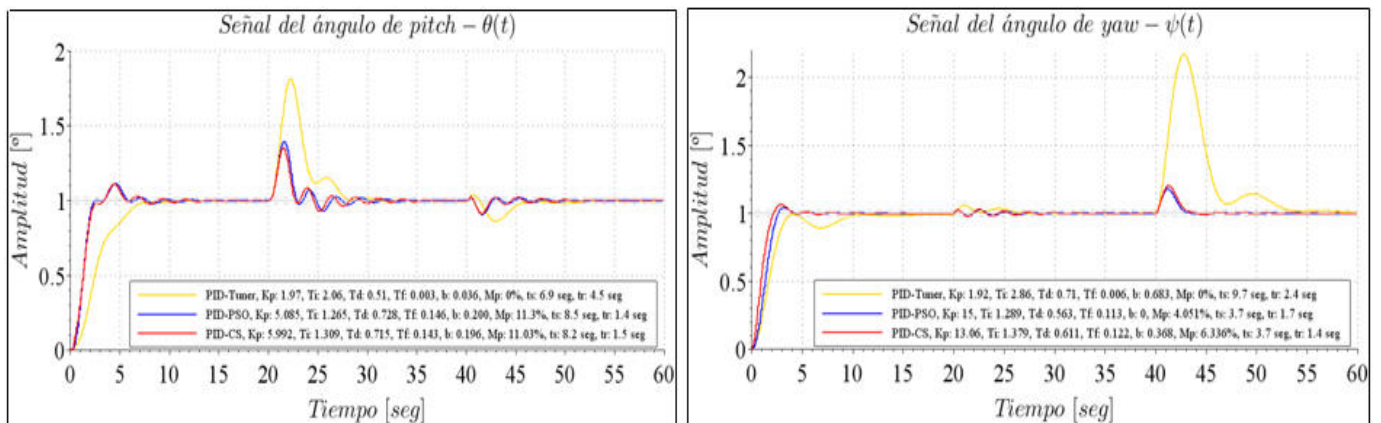 Señal del ángulo de pitch – θ(t)
2
1.5
1
0.5
0
Amplitud [º]
PID-Tuner, Kp: 1.97, Ti: 2.06, Td: 0.51, Tf: 0.003, b: 0.036, Mp: 0%, ts: 6.9 seg, tr: 4.5 seg
PID-PSO, Kp: 5.085, Ti: 1.265, Td: 0.728, Tf: 0.146, b: 0.200, Mp: 11.3%, ts: 8.5 seg, tr: 1.4 seg
PID-CS, Kp: 5.992, Ti: 1.309, Td: 0.715, Tf: 0.143, b: 0.196, Mp: 11.03%, ts: 8.2 seg, tr: 1.5 seg
0 5 10 15 20 25 30 35 40 45 50 55 60
Tiempo [seg]
Señal del ángulo de yaw – ψ(t)
2
1.5
1
0.5
0
Amplitud [º]
PID-Tuner, Kp: 1.92, Ti: 2.86, Td: 0.71, Tf: 0.006, b: 0.683, Mp: 0%, ts: 9.7 seg, tr: 2.4 seg
PID-PSO, Kp: 15, Ti: 1.289, Td: 0.563, Tf: 0.113, b: 0, Mp: 4.051%, ts: 3.7 seg, tr: 1.7 seg
PID-CS, Kp: 13.06, Ti: 1.379, Td: 0.611, Tf: 0.122, b: 0.368, Mp: 6.336%, ts: 3.7 seg, tr: 1.4 seg
0 5 10 15 20 25 30 35 40 45 50 55 60
Tiempo [seg]